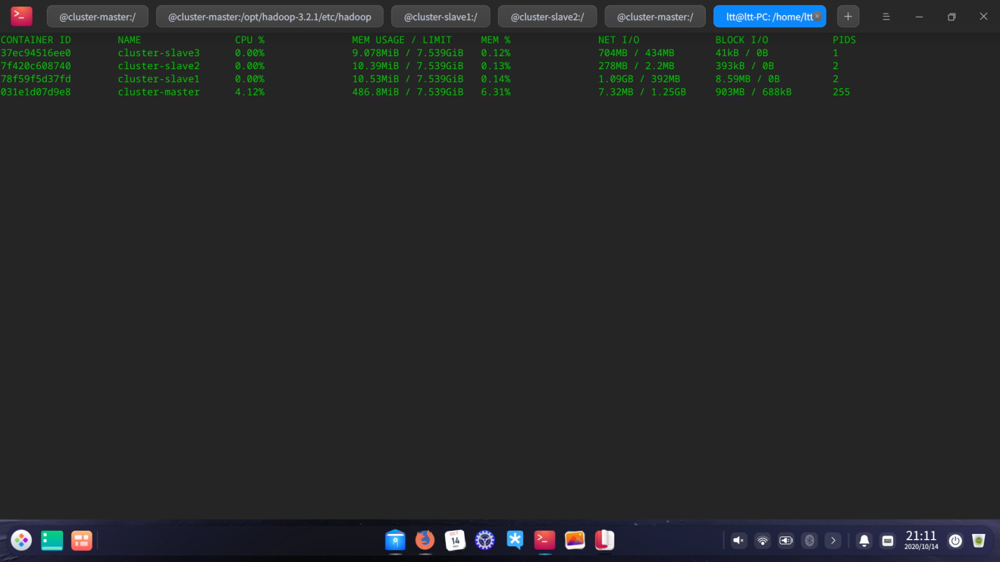 @cluster-master:/ @cluster-master:/opt/hadoop-3.2.1/etc/hadoop @cluster-slave1:/ @cluster-slave2:/ @cluster-master:/ ltt@ltt-PC: /home/ltt
CONTAINER ID NAME CPU % MEM USAGE / LIMIT MEM % NET I/O BLOCK I/O PIDS
37ec94516ee0 cluster-slave3 0.00% 9.078MiB / 7.539GiB 0.12% 704MB / 434MB 41kB / 0B 1
7f420c608740 cluster-slave2 0.00% 10.39MiB / 7.539GiB 0.13% 278MB / 2.2MB 393kB / 0B 2
78f59f5d37fd cluster-slave1 0.00% 10.53MiB / 7.539GiB 0.14% 1.09GB / 392MB 8.59MB / 0B 2
031e1d07d9e8 cluster-master 4.12% 486.8MiB / 7.539GiB 6.31% 7.32MB / 1.25GB 903MB / 688kB 255
OCT
14
21:11
2020/10/14